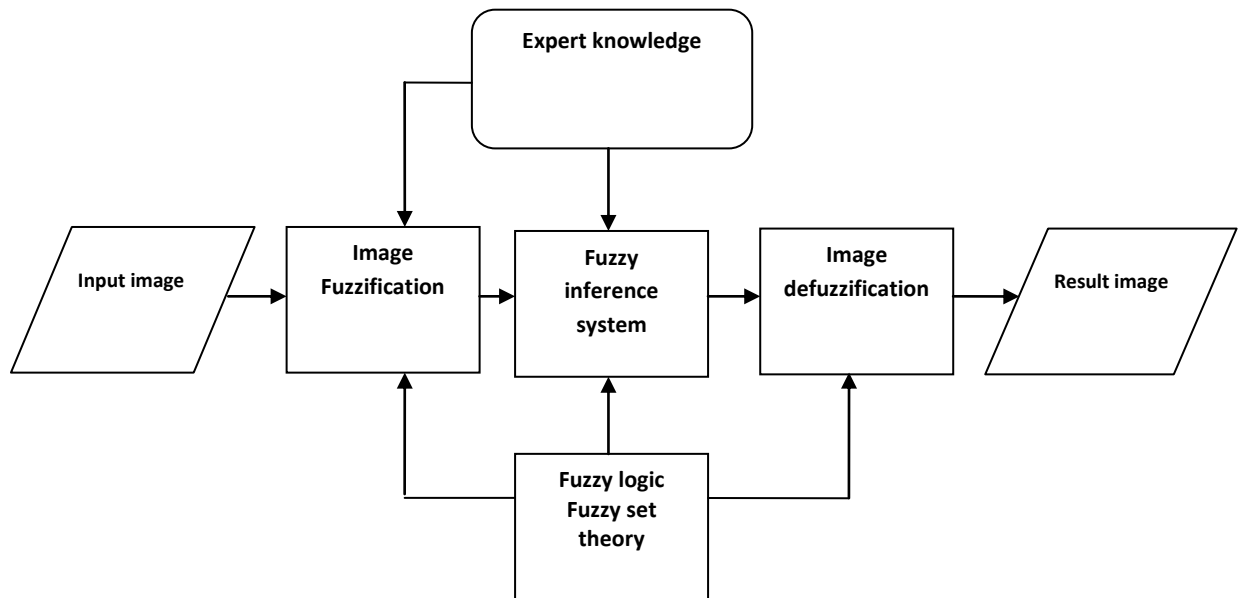 Expert knowledge
Input image
Image
Fuzzification
Fuzzy
inference
system
Image
defuzzification
Result image
Fuzzy logic
Fuzzy set
theory